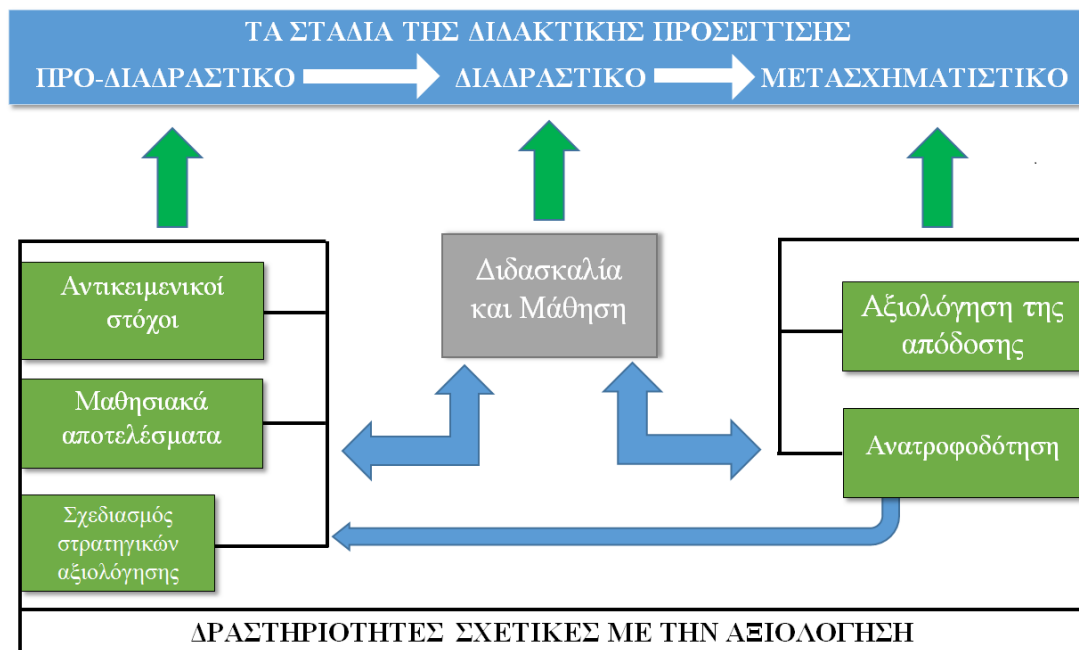 ΤΑ ΣΤΑΔΙΑ ΤΗΣ ΔΙΔΑΚΤΙΚΗΣ ΠΡΟΣΕΓΓΙΣΗΣ
ΠΡΟ-ΔΙΑΔΡΑΣΤΙΚΟ ΔΙΑΔΡΑΣΤΙΚΟ ΜΕΤΑΣΧΗΜΑΤΙΣΤΙΚΟ
Αντικειμενικοί
στόχοι
Μαθησιακά
αποτελέσματα
Σχεδιασμός
στρατηγικών
αξιολόγησης
Διδασκαλία
και Μάθηση
Αξιολόγηση της
απόδοσης
Ανατροφοδότηση
ΔΡΑΣΤΗΡΙΟΤΗΤΕΣ ΣΧΕΤΙΚΕΣ ΜΕ ΤΗΝ ΑΞΙΟΛΟΓΗΣΗ